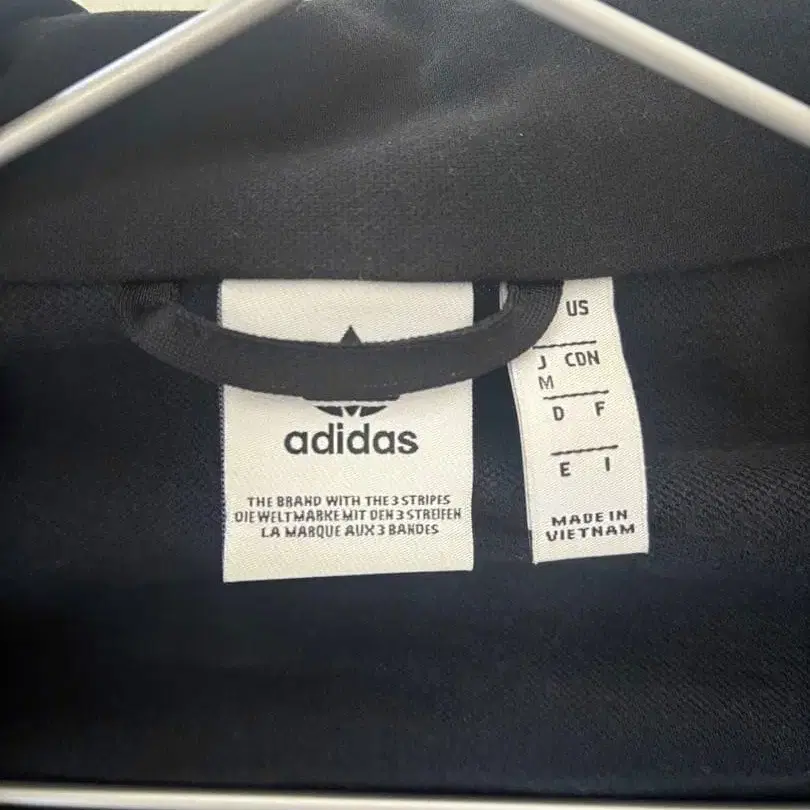 adidas
THE BRAND WITH THE 3 STRIPES
DIE WELTMARKE MIT DEN 3 STREIFEN
LA MARQUE AUX 3 BANDES
US
J CDN
M
D F
E I
MADE IN
VIETNAM